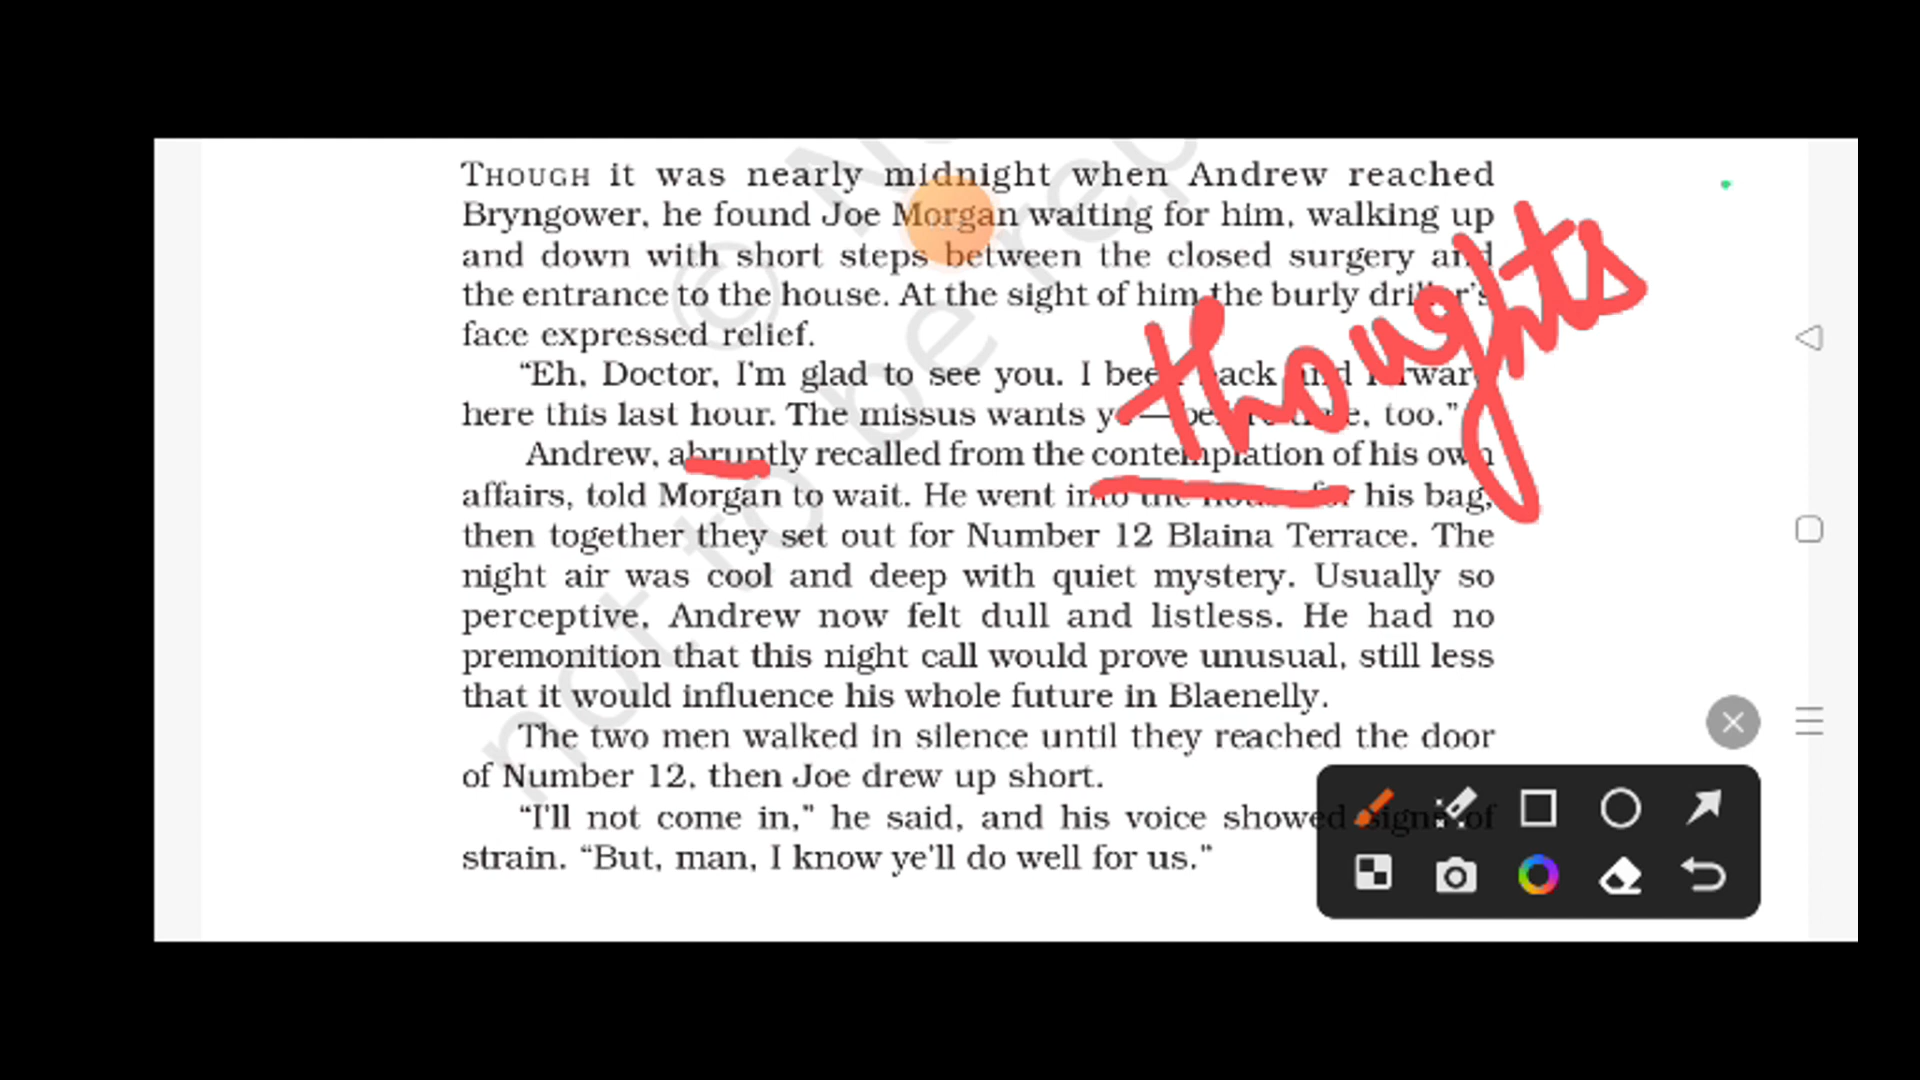 THOUGH it was nearly midnight when Andrew reached
Bryngower, he found Joe Morgan waiting for him, walking up
and down with short steps between the closed surgery and
the entrance to the house. At the sight of him the burly driller's
face expressed relief.
“Eh, Doctor, I'm glad to see you. I been back and forward
here this last hour. The missus wants ye—before time, too.”
Andrew, abruptly recalled from the contemplation of his own
affairs, told Morgan to wait. He went into the house for his bag,
then together they set out for Number 12 Blaina Terrace. The
night air was cool and deep with quiet mystery. Usually so
perceptive, Andrew now felt dull and listless. He had no
premonition that this night call would prove unusual, still less
that it would influence his whole future in Blaenelly.
The two men walked in silence until they reached the door
of Number 12, then Joe drew up short.
“I'll not come in,” he said, and his voice showed signs of
strain. “But, man, I know ye'll do well for us.”
thoughts
©
not to be rep